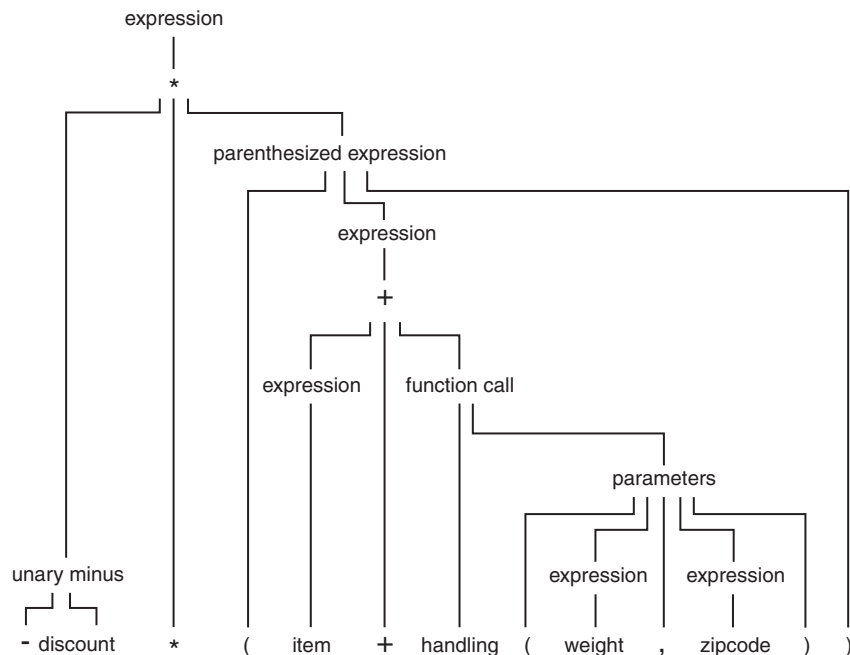 expression
*
parenthesized expression
expression
+
expression function call
parameters
unary minus expression expression
- discount * ( item + handling ( weight , zipcode ) )